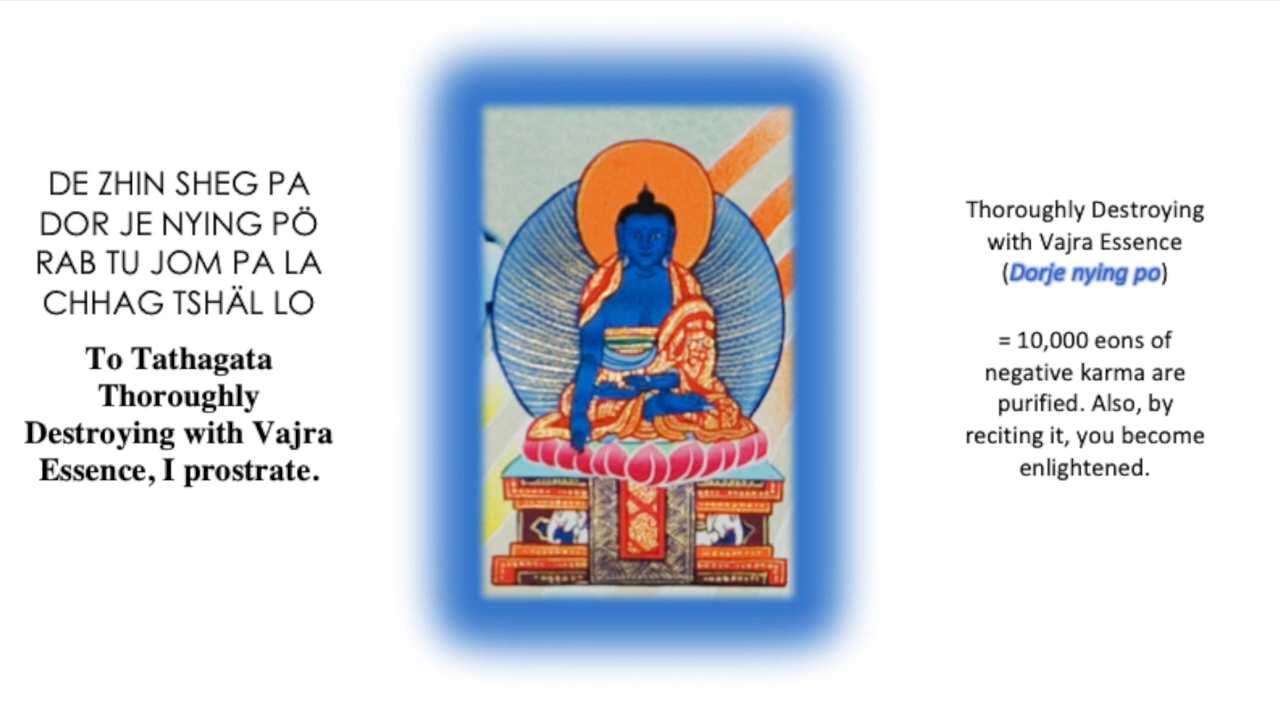 DE ZHIN SHEG PA
DOR JE NYING PÖ
RAB TU JOM PA LA
CHHAG TSHÄL LO
To Tathagata
Thoroughly
Destroying with Vajra
Essence, I prostrate.
Thoroughly Destroying
with Vajra Essence
(Dorje nying po)
= 10,000 eons of
negative karma are
purified. Also, by
reciting it, you become
enlightened.